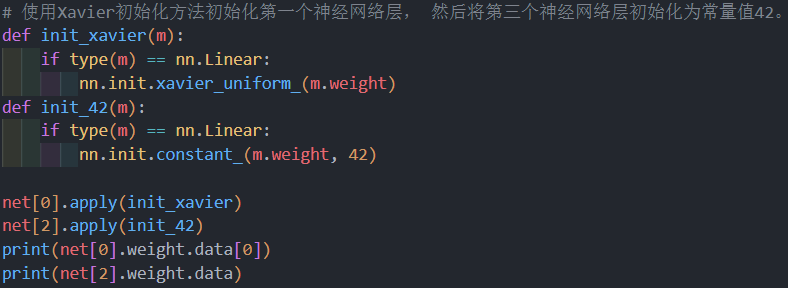 # 使用Xavier初始化方法初始化第一个神经网络层， 然后将第三个神经网络层初始化为常量值42。
def init_xavier(m):
    if type(m) == nn.Linear:
        nn.init.xavier_uniform_(m.weight)
def init_42(m):
    if type(m) == nn.Linear:
        nn.init.constant_(m.weight, 42)

net[0].apply(init_xavier)
net[2].apply(init_42)
print(net[0].weight.data[0])
print(net[2].weight.data)